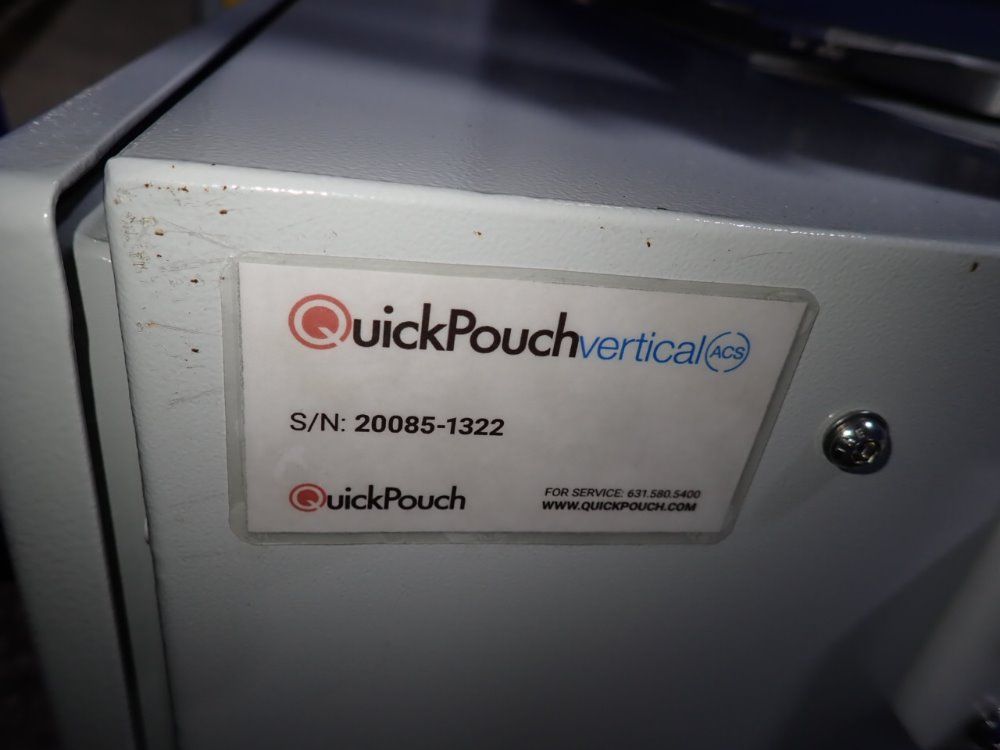 QuickPouchvertical ACS
S/N: 20085-1322
QuickPouch
FOR SERVICE: 631.580.5400
WWW.QUICKPOUCH.COM